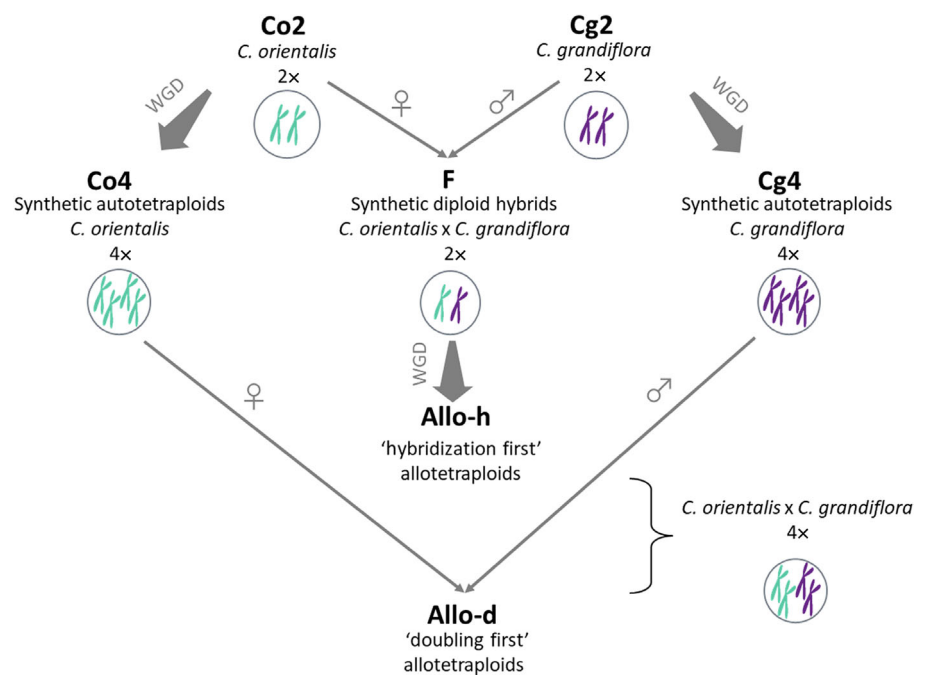 Co2
C. orientalis
2×
Cg2
C. grandiflora
2×
WGD
♀
♂
WGD
Co4
Synthetic autotetraploids
C. orientalis
4×
F
Synthetic diploid hybrids
C. orientalis x C. grandiflora
2×
Cg4
Synthetic autotetraploids
C. grandiflora
4×
WGD
♀
♂
Allo-h
‘hybridization first’
allotetraploids
C. orientalis x C. grandiflora
4×
Allo-d
‘doubling first’
allotetraploids